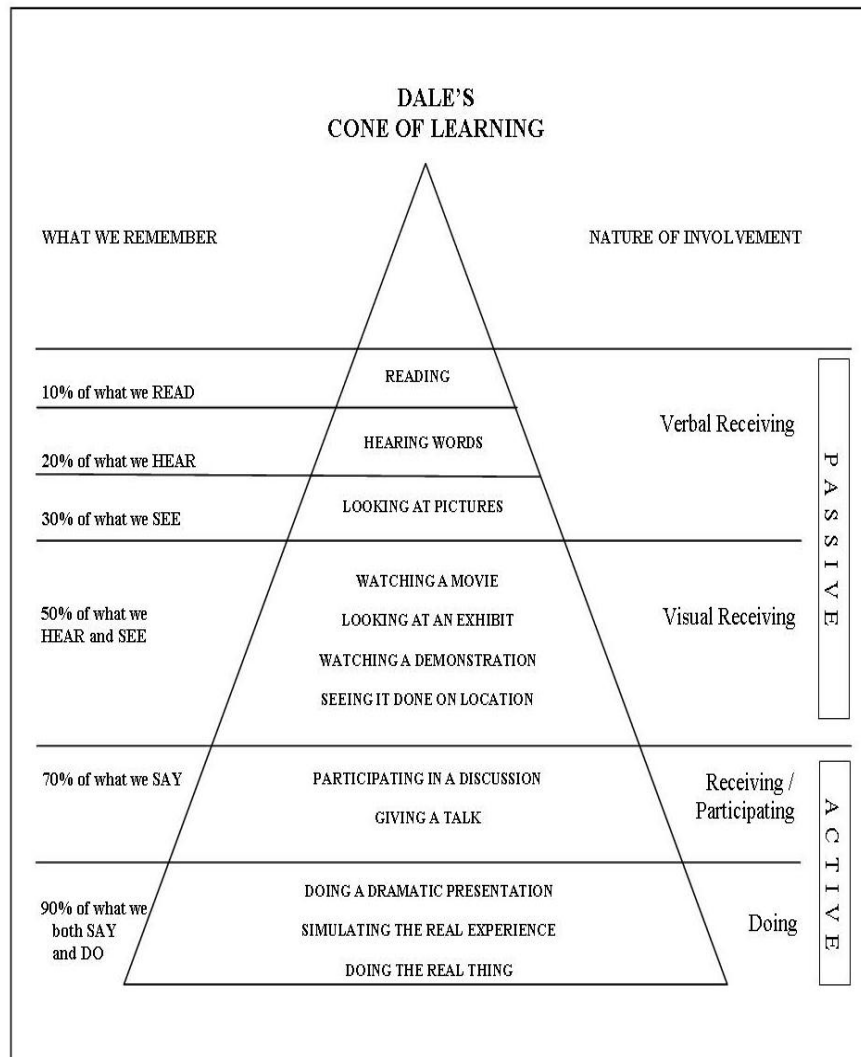 DALE'S
CONE OF LEARNING
WHAT WE REMEMBER
NATURE OF INVOLVEMENT
10% of what we READ
READING
Verbal Receiving
20% of what we HEAR
HEARING WORDS
30% of what we SEE
LOOKING AT PICTURES
PASSIVE
50% of what we
HEAR and SEE
WATCHING A MOVIE
LOOKING AT AN EXHIBIT
WATCHING A DEMONSTRATION
SEEING IT DONE ON LOCATION
Visual Receiving
70% of what we SAY
PARTICIPATING IN A DISCUSSION
GIVING A TALK
Receiving /
Participating
ACTIVE
90% of what we
both SAY
and DO
DOING A DRAMATIC PRESENTATION
SIMULATING THE REAL EXPERIENCE
DOING THE REAL THING
Doing